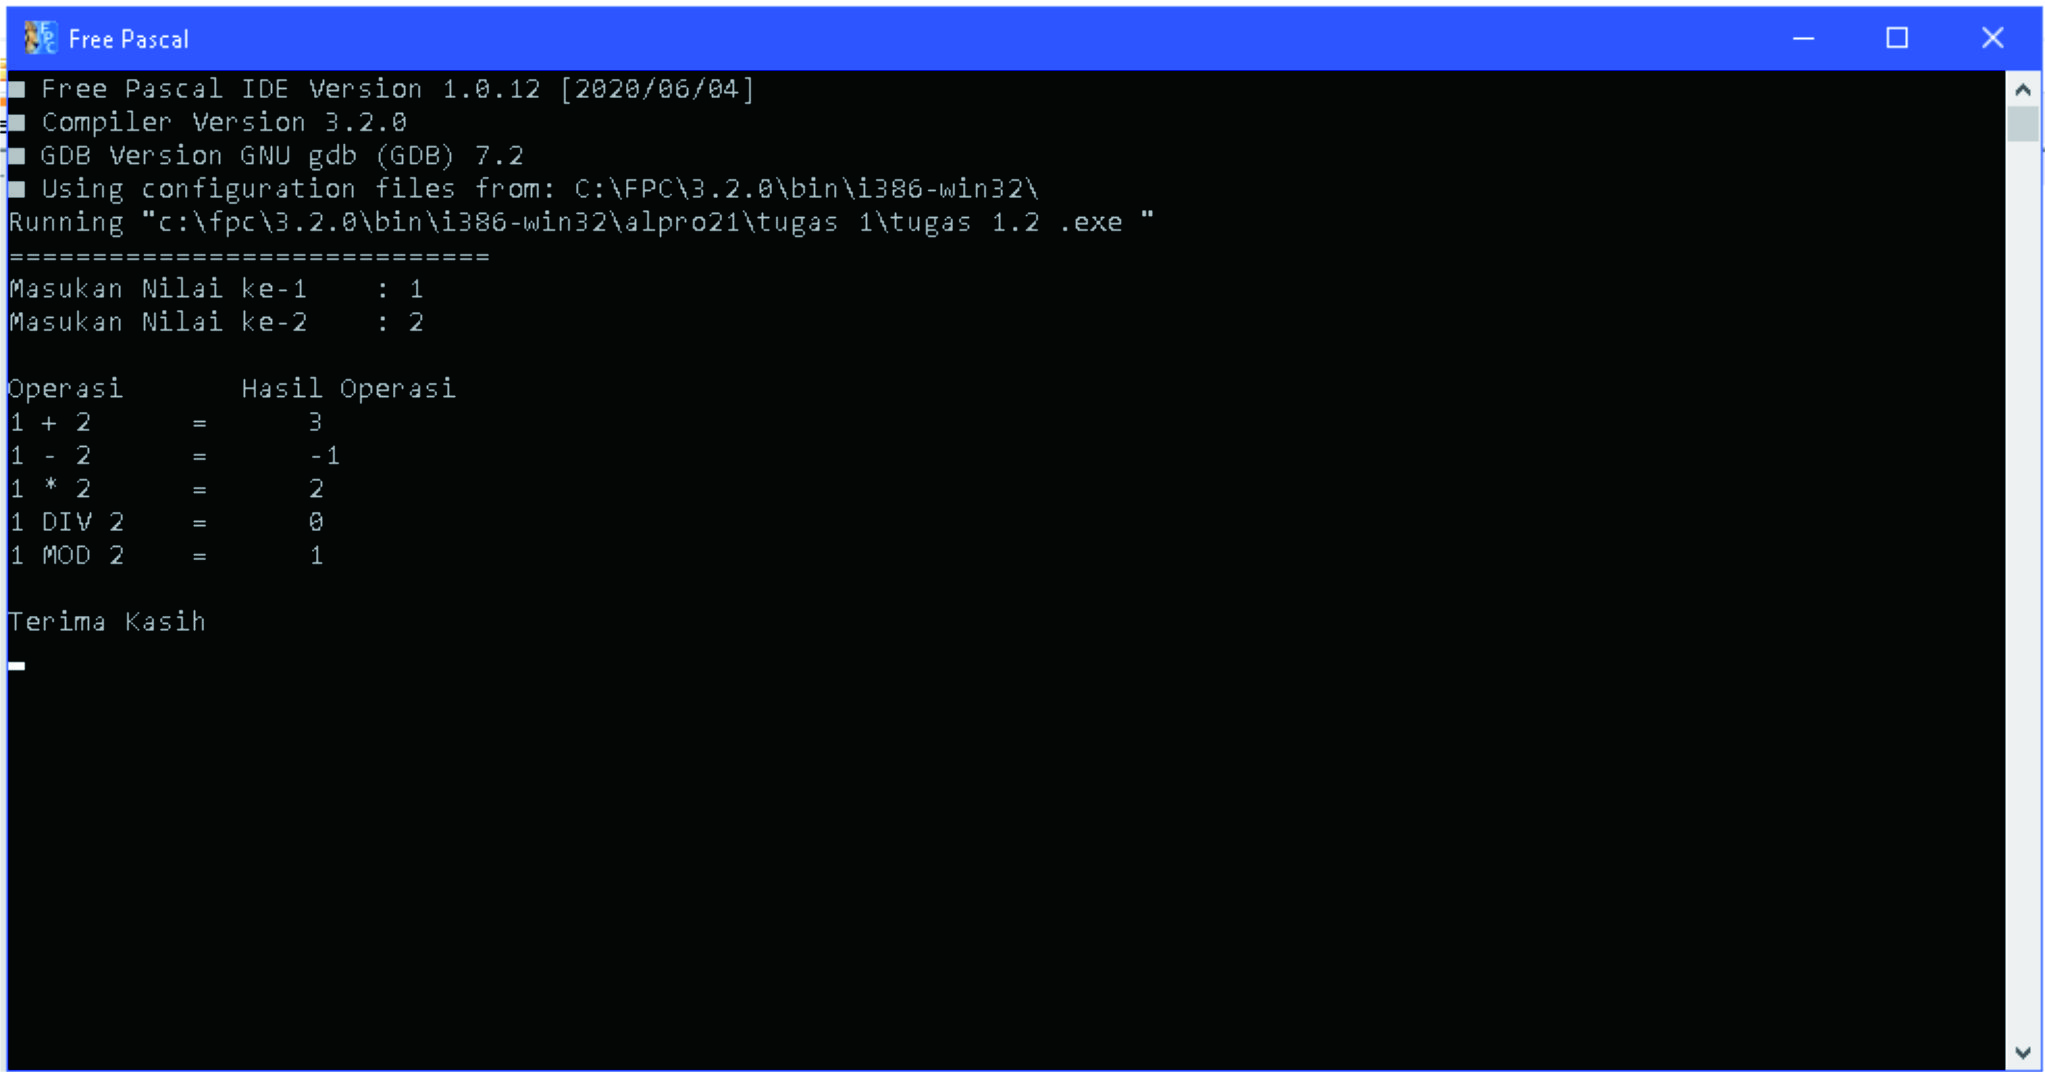 Free Pascal
■ Free Pascal IDE Version 1.0.12 [2020/06/04]
■ Compiler Version 3.2.0
■ GDB Version GNU gdb (GDB) 7.2
■ Using configuration files from: C:\FPC\3.2.0\bin\i386-win32\
Running "c:\fpc\3.2.0\bin\i386-win32\alpro21\tugas 1\tugas 1.2 .exe "
=============================
Masukan Nilai ke-1    : 1
Masukan Nilai ke-2    : 2
Operasi       Hasil Operasi
1 + 2      =      3
1 - 2      =      -1
1 * 2      =      2
1 DIV 2    =      0
1 MOD 2    =      1
Terima Kasih